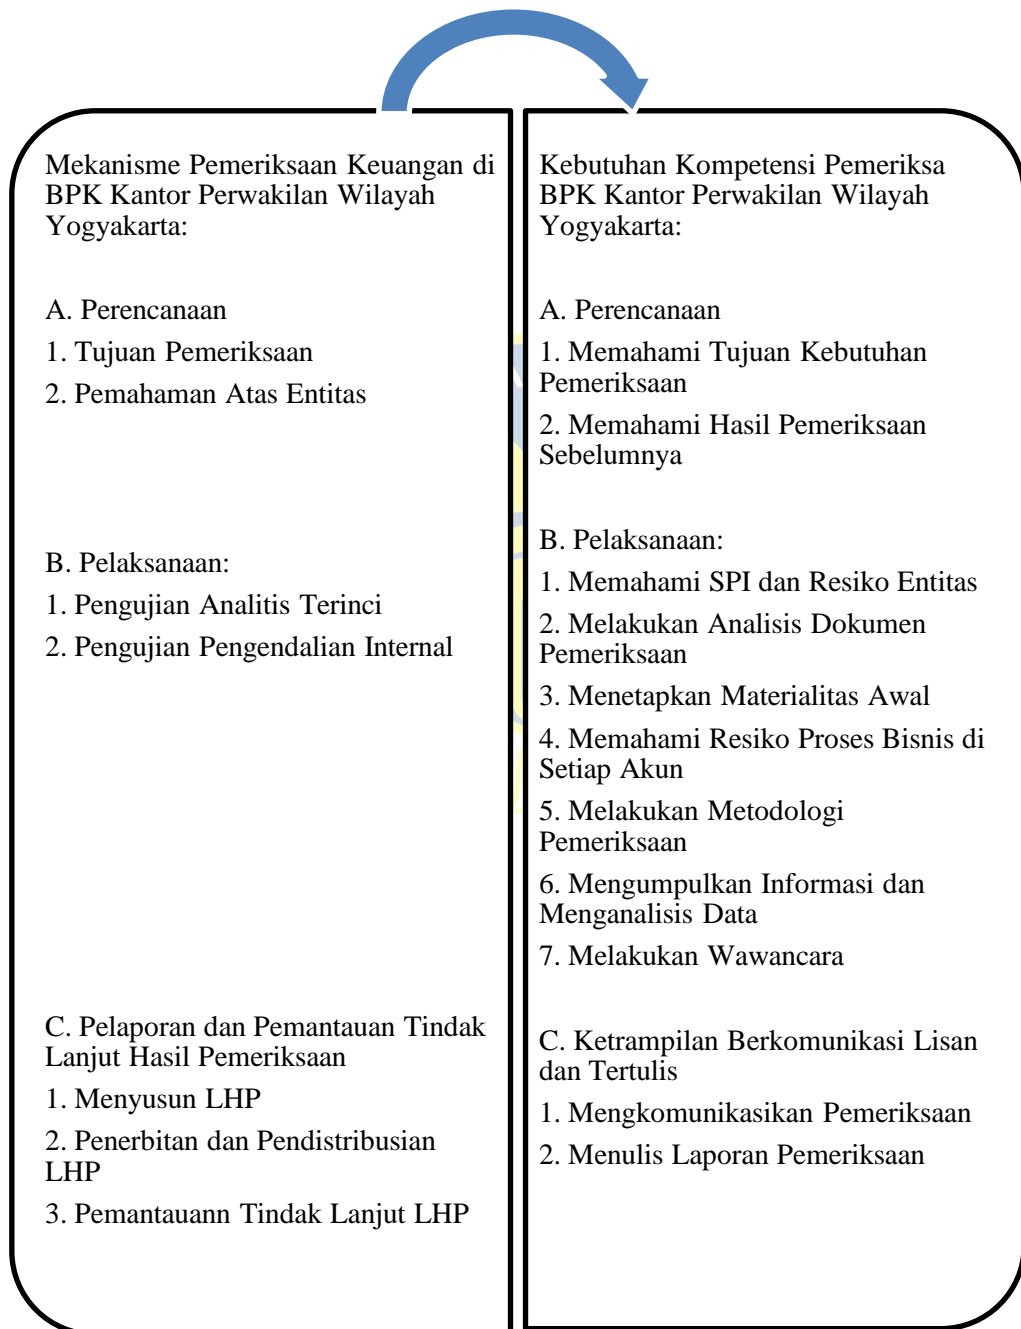 Mekanisme Pemeriksaan Keuangan di
BPK Kantor Perwakilan Wilayah
Yogyakarta:
A. Perencanaan
1. Tujuan Pemeriksaan
2. Pemahaman Atas Entitas
B. Pelaksanaan:
1. Pengujian Analitis Terinci
2. Pengujian Pengendalian Internal
C. Pelaporan dan Pemantauan Tindak
Lanjut Hasil Pemeriksaan
1. Menyusun LHP
2. Penerbitan dan Pendistribusian
LHP
3. Pemantauann Tindak Lanjut LHP
Kebutuhan Kompetensi Pemeriksa
BPK Kantor Perwakilan Wilayah
Yogyakarta:
A. Perencanaan
1. Memahami Tujuan Kebutuhan
Pemeriksaan
2. Memahami Hasil Pemeriksaan
Sebelumnya
B. Pelaksanaan:
1. Memahami SPI dan Resiko Entitas
2. Melakukan Analisis Dokumen
Pemeriksaan
3. Menetapkan Materialitas Awal
4. Memahami Resiko Proses Bisnis di
Setiap Akun
5. Melakukan Metodologi
Pemeriksaan
6. Mengumpulkan Informasi dan
Menganalisis Data
7. Melakukan Wawancara
C. Ketrampilan Berkomunikasi Lisan
dan Tertulis
1. Mengkomunikasikan Pemeriksaan
2. Menulis Laporan Pemeriksaan